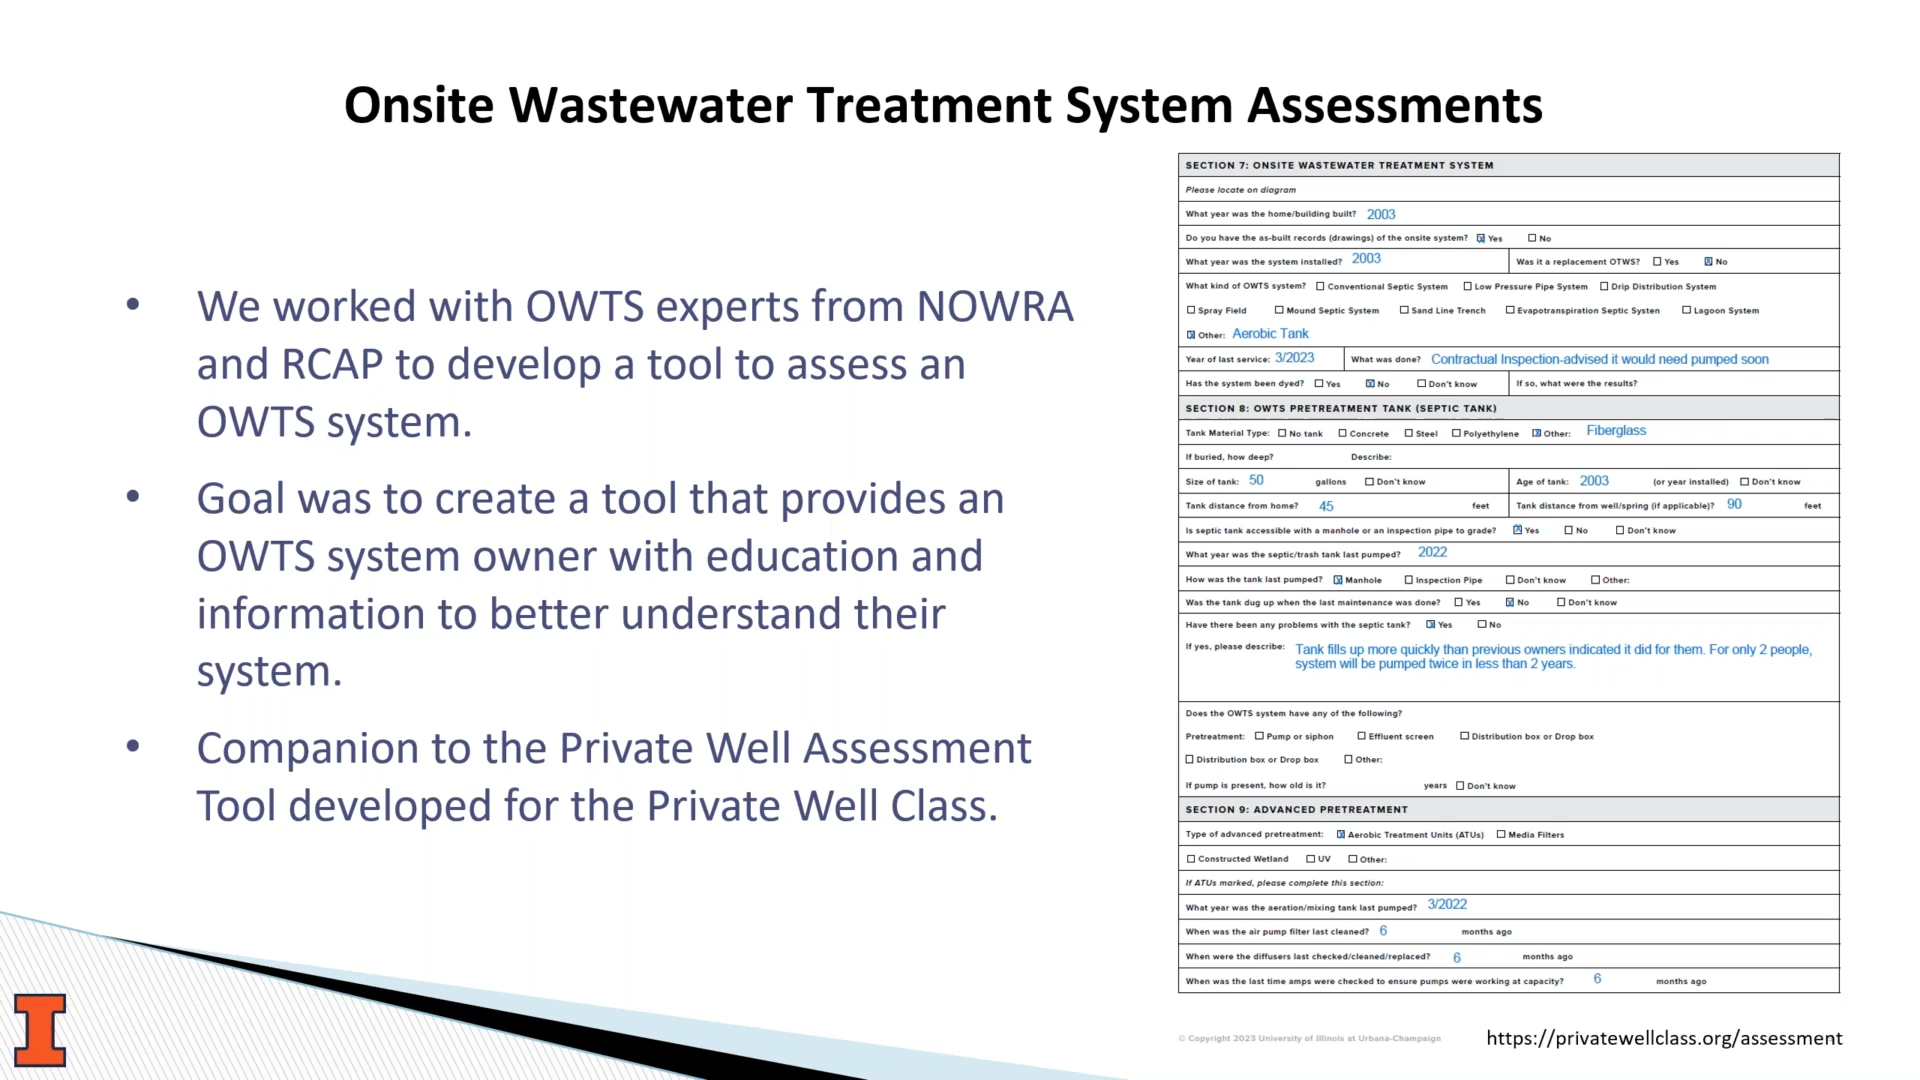 Onsite Wastewater Treatment System Assessments
• We worked with OWTS experts from NOWRA
and RCAP to develop a tool to assess an
OWTS system.
• Goal was to create a tool that provides an
OWTS system owner with education and
information to better understand their
system.
• Companion to the Private Well Assessment
Tool developed for the Private Well Class.
SECTION 7: ONSITE WASTEWATER TREATMENT SYSTEM
Please locate on diagram
What year was the home/building built? 2003
Do you have the as-built records (drawings) of the onsite system? ☒ Yes ☐ No
What year was the system installed? 2003 Was it a replacement OTWS? ☐ Yes ☒ No
What kind of OWTS system? ☐ Conventional Septic System ☐ Low Pressure Pipe System ☐ Drip Distribution System
☐ Spray Field ☐ Mound Septic System ☐ Sand Line Trench ☐ Evapotranspiration Septic Systen ☐ Lagoon System
☒ Other: Aerobic Tank
Year of last service: 3/2023 What was done? Contractual Inspection-advised it would need pumped soon
Has the system been dyed? ☐ Yes ☒ No ☐ Don't know If so, what were the results?
SECTION 8: OWTS PRETREATMENT TANK (SEPTIC TANK)
Tank Material Type: ☐ No tank ☐ Concrete ☐ Steel ☐ Polyethylene ☒ Other: Fiberglass
If buried, how deep? Describe:
Size of tank: 50 gallons ☐ Don't know Age of tank: 2003 (or year installed) ☐ Don't know
Tank distance from home? 45 feet Tank distance from well/spring (if applicable)? 90 feet
Is septic tank accessible with a manhole or an inspection pipe to grade? ☒ Yes ☐ No ☐ Don't know
What year was the septic/trash tank last pumped? 2022
How was the tank last pumped? ☒ Manhole ☐ Inspection Pipe ☐ Don't know ☐ Other:
Was the tank dug up when the last maintenance was done? ☐ Yes ☒ No ☐ Don't know
Have there been any problems with the septic tank? ☒ Yes ☐ No
If yes, please describe: Tank fills up more quickly than previous owners indicated it did for them. For only 2 people,
system will be pumped twice in less than 2 years.
Does the OWTS system have any of the following?
Pretreatment: ☐ Pump or siphon ☐ Effluent screen ☐ Distribution box or Drop box
☐ Distribution box or Drop box ☐ Other:
If pump is present, how old is it? years ☐ Don't know
SECTION 9: ADVANCED PRETREATMENT
Type of advanced pretreatment: ☒ Aerobic Treatment Units (ATUs) ☐ Media Filters
☐ Constructed Wetland ☐ UV ☐ Other:
If ATUs marked, please complete this section:
What year was the aeration/mixing tank last pumped? 3/2022
When was the air pump filter last cleaned? 6 months ago
When were the diffusers last checked/cleaned/replaced? 6 months ago
When was the last time amps were checked to ensure pumps were working at capacity? 6 months ago
© Copyright 2023 University of Illinois at Urbana-Champaign
https://privatewellclass.org/assessment